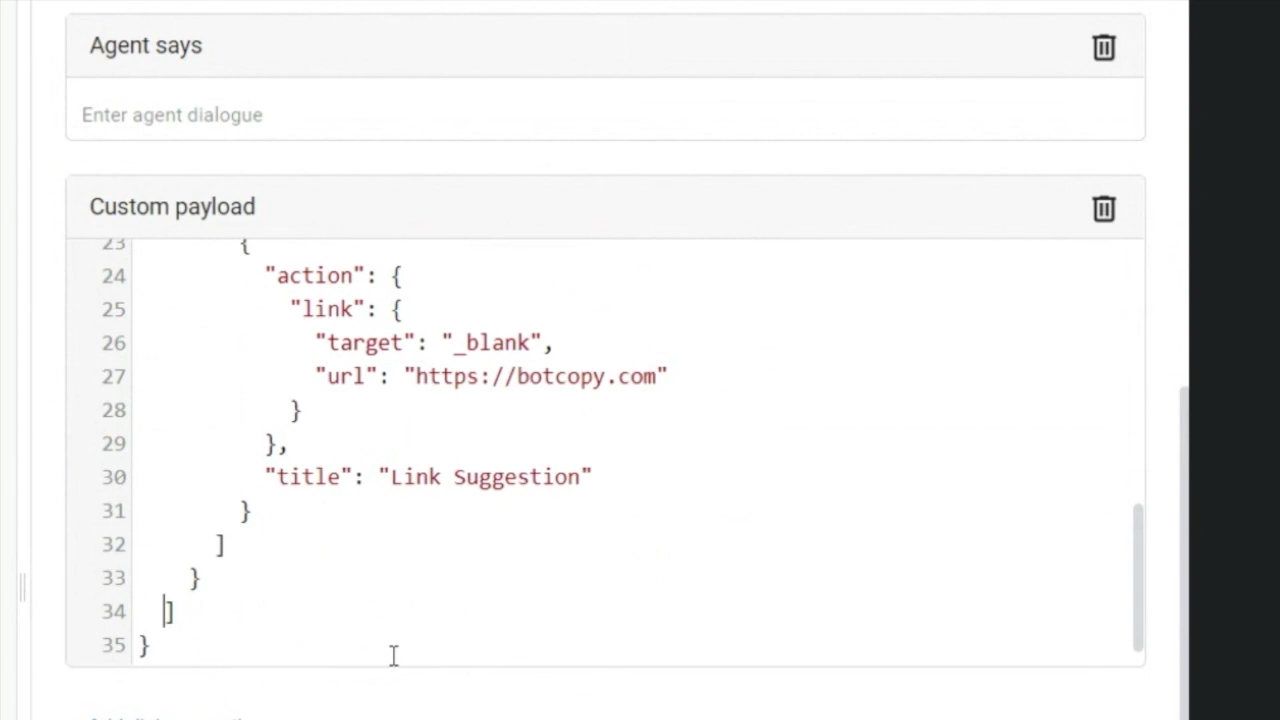 Agent says
Enter agent dialogue
Custom payload
23 {
24 "action": {
25 "link": {
26 "target": "_blank",
27 "url": "https://botcopy.com"
28 }
29 },
30 "title": "Link Suggestion"
31 }
32 ]
33 }
34 ]
35 }